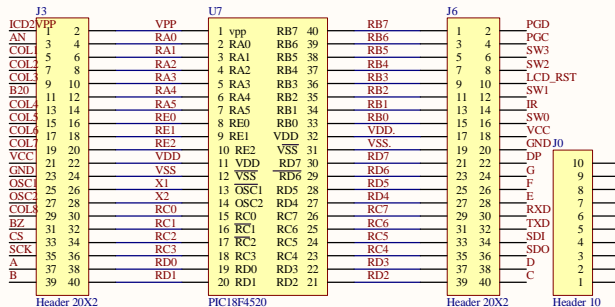 J3 U7 J6
ICD2VPP 1 2 VPP 1 vpp RB7 40 RB7 1 2 PGD
AN 3 4 RA0 2 RA0 RB6 39 RB6 3 4 PGC
COL1 5 6 RA1 3 RA1 RB5 38 RB5 5 6 SW3
COL2 7 8 RA2 4 RA2 RB4 37 RB4 7 8 SW2
COL3 9 10 RA3 5 RA3 RB3 36 RB3 9 10 LCD_RST
B20 11 12 RA4 6 RA4 RB2 35 RB2 11 12 SW1
COL4 13 14 RA5 7 RA5 RB1 34 RB1 13 14 IR
COL5 15 16 RE0 8 RE0 RB0 33 RB0 15 16 SW0
COL6 17 18 RE1 9 RE1 VDD 32 VDD. 17 18 VCC
COL7 19 20 RE2 10 RE2 VSS 31 VSS. 19 20 GND J0
VCC 21 22 VDD 11 VDD RD7 30 RD7 21 22 DP 10
GND 23 24 VSS 12 VSS RD6 29 RD6 23 24 G 9
OSC1 25 26 X1 13 OSC1 RD5 28 RD5 25 26 F 8
OSC2 27 28 X2 14 OSC2 RD4 27 RD4 27 28 E 7
COL8 29 30 RC0 15 RC0 RC7 26 RC7 29 30 RXD 6
BZ 31 32 RC1 16 RC1 RC6 25 RC6 31 32 TXD 5
CS 33 34 RC2 17 RC2 RC5 24 RC5 33 34 SDI 4
SCK 35 36 RC3 18 RC3 RC4 23 RC4 35 36 SDO 3
A 37 38 RD0 19 RD0 RD3 22 RD3 37 38 D 2
B 39 40 RD1 20 RD1 RD2 21 RD2 39 40 C 1
Header 20X2 PIC18F4520 Header 20X2 Header 10